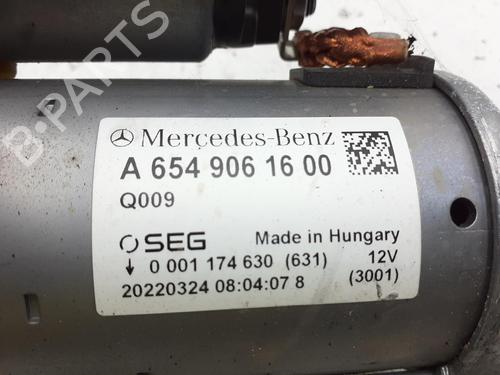 B-PARTS
Mercedes-Benz
A 654 906 16 00
Q009
SEG Made in Hungary
↓ 0 001 174 630 (631) 12V
20220324 08:04:07 8 (3001)